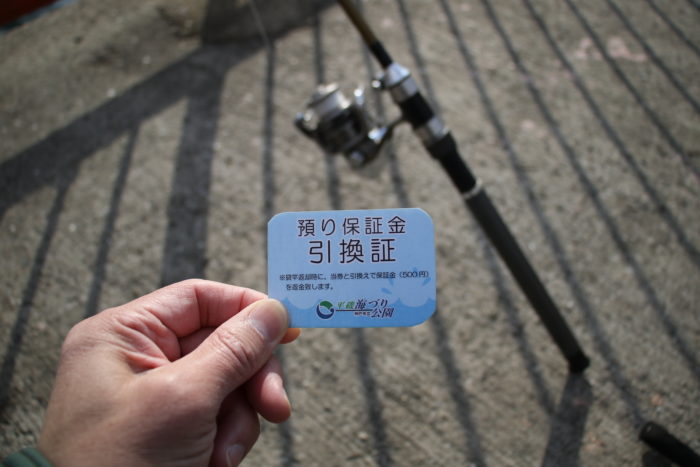 預り保証金
引換証
※貸竿返却時に、当券と引換えで保証金（500円）
を返金致します。
平磯海づり公園